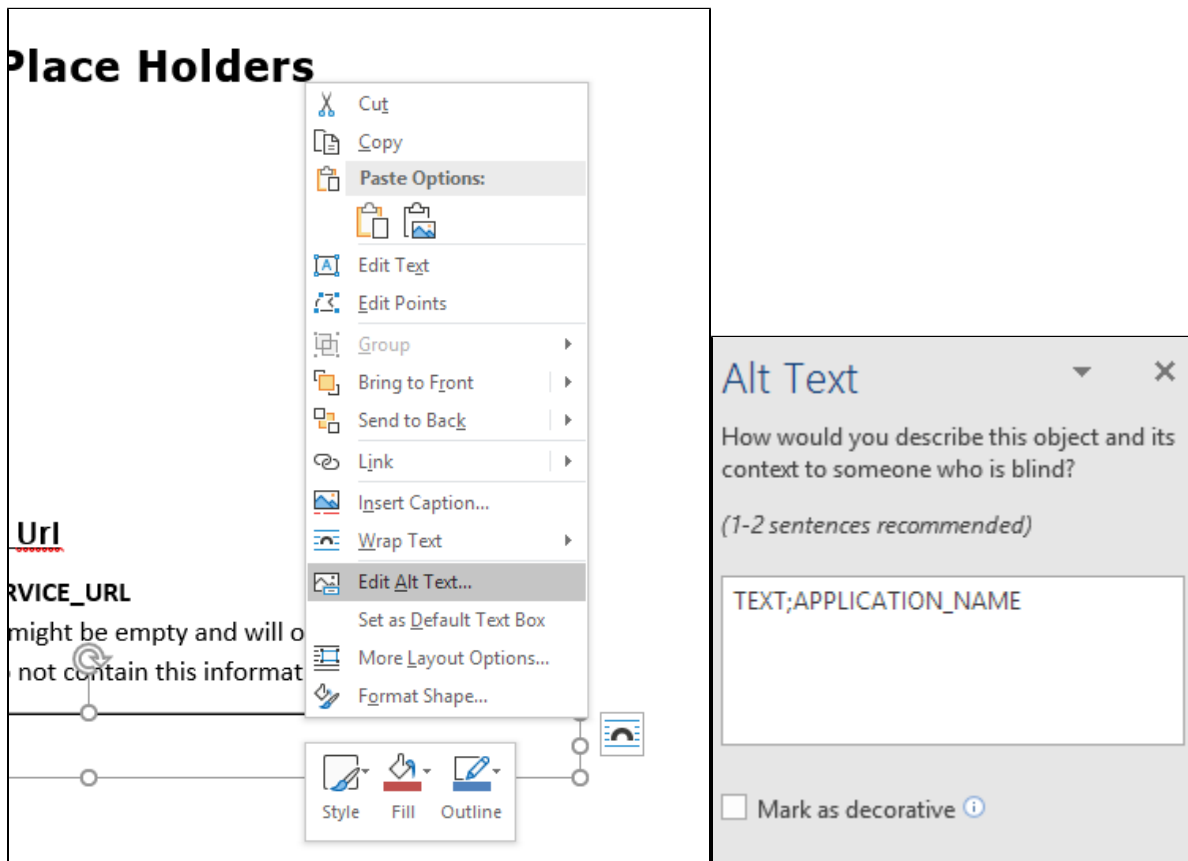 Place Holders
Cut
Copy
Paste Options:
A
Edit Text
Edit Points
Group
Bring to Front
Send to Back
Link
Insert Caption...
Wrap Text
Edit Alt Text...
Set as Default Text Box
More Layout Options...
Format Shape...
Url
RVICE_URL
might be empty and will o
not contain this informat
Style Fill Outline
Alt Text
How would you describe this object and its
context to someone who is blind?
(1-2 sentences recommended)
TEXT;APPLICATION_NAME
Mark as decorative